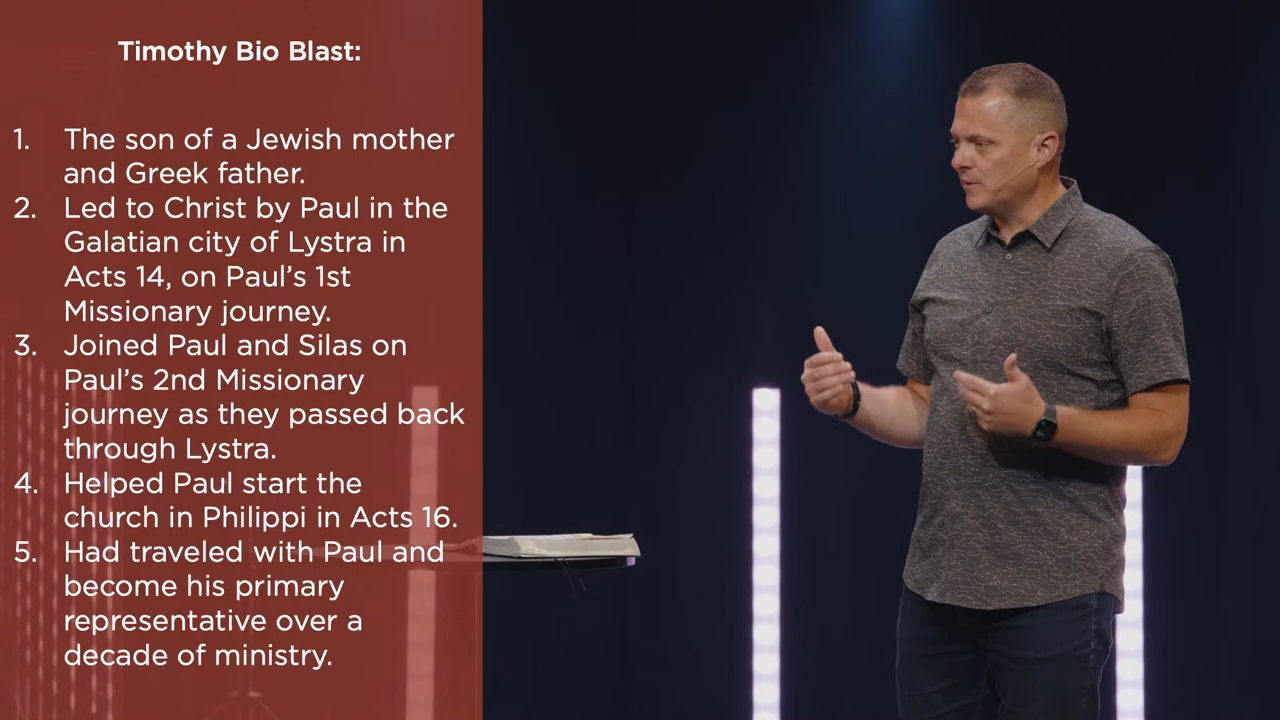 Timothy Bio Blast:
1. The son of a Jewish mother
and Greek father.
2. Led to Christ by Paul in the
Galatian city of Lystra in
Acts 14, on Paul’s 1st
Missionary journey.
3. Joined Paul and Silas on
Paul’s 2nd Missionary
journey as they passed back
through Lystra.
4. Helped Paul start the
church in Philippi in Acts 16.
5. Had traveled with Paul and
become his primary
representative over a
decade of ministry.